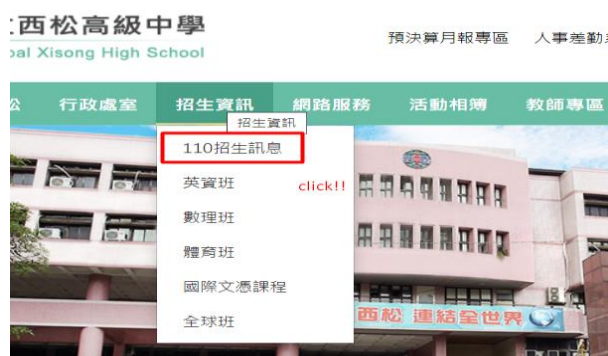 西松高級中學
Xisong High School
預決算月報專區 人事差勤
行政處室 招生資訊 網路服務 活動相簿 教師專區
招生資訊
110招生訊息
英資班 click!!
數理班
體育班
國際文憑課程
全球班
西松 連結全世界